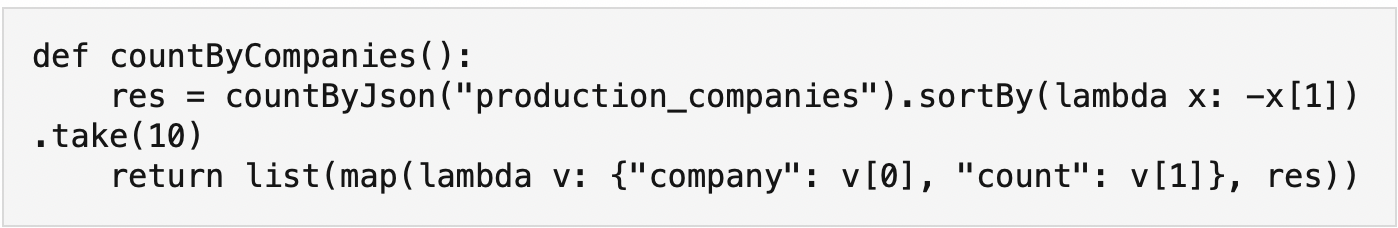 def countByCompanies():
    res = countByJson("production_companies").sortBy(lambda x: -x[1])
.take(10)
    return list(map(lambda v: {"company": v[0], "count": v[1]}, res))